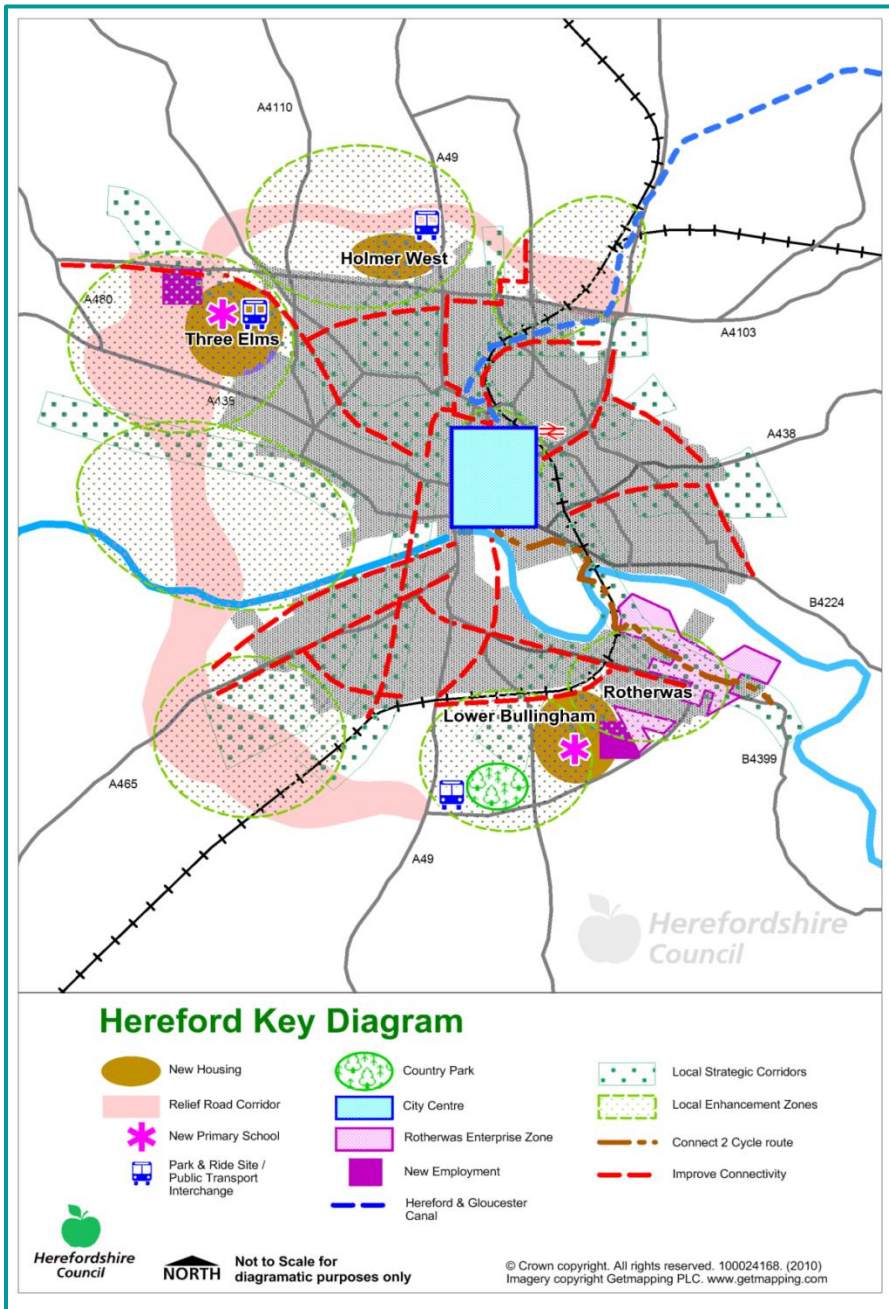 A4110
A49
Holmer West
A480
Three Elms
A4103
A438
A438
B4224
Rotherwas
Lower Bullingham
B4399
A465
A49
Herefordshire
Council
Hereford Key Diagram
New Housing
Relief Road Corridor
New Primary School
Park & Ride Site /
Public Transport
Interchange
Country Park
City Centre
Rotherwas Enterprise Zone
New Employment
Hereford & Gloucester
Canal
Local Strategic Corridors
Local Enhancement Zones
Connect 2 Cycle route
Improve Connectivity
Herefordshire
Council
NORTH
Not to Scale for
diagramatic purposes only
© Crown copyright. All rights reserved. 100024168. (2010)
Imagery copyright Getmapping PLC. www.getmapping.com